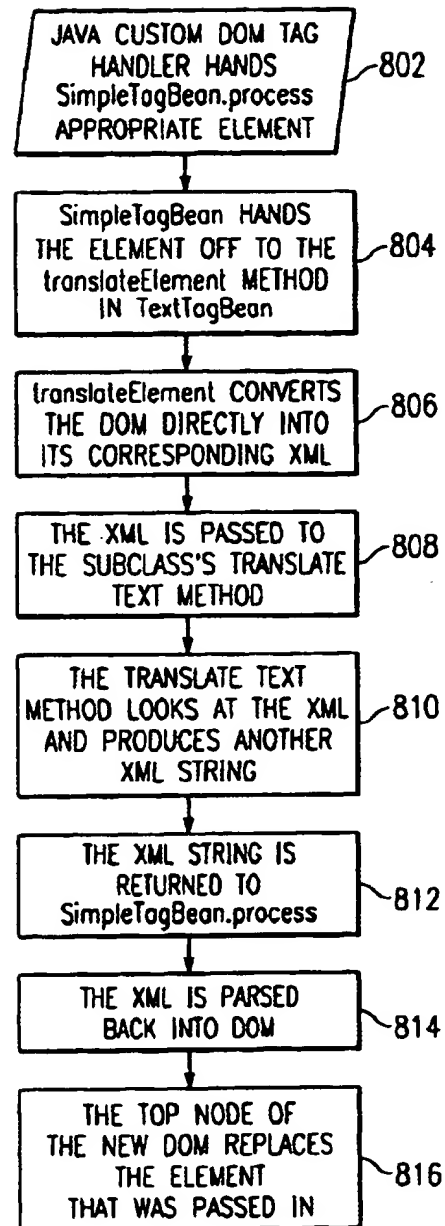 JAVA CUSTOM DOM TAG
HANDLER HANDS
SimpleTagBean.process
APPROPRIATE ELEMENT
802
SimpleTagBean HANDS
THE ELEMENT OFF TO THE
translateElement METHOD
IN TextTagBean
804
translateElement CONVERTS
THE DOM DIRECTLY INTO
ITS CORRESPONDING XML
806
THE XML IS PASSED TO
THE SUBCLASS'S TRANSLATE
TEXT METHOD
808
THE TRANSLATE TEXT
METHOD LOOKS AT THE XML
AND PRODUCES ANOTHER
XML STRING
810
THE XML STRING IS
RETURNED TO
SimpleTagBean.process
812
THE XML IS PARSED
BACK INTO DOM
814
THE TOP NODE OF
THE NEW DOM REPLACES
THE ELEMENT
THAT WAS PASSED IN
816